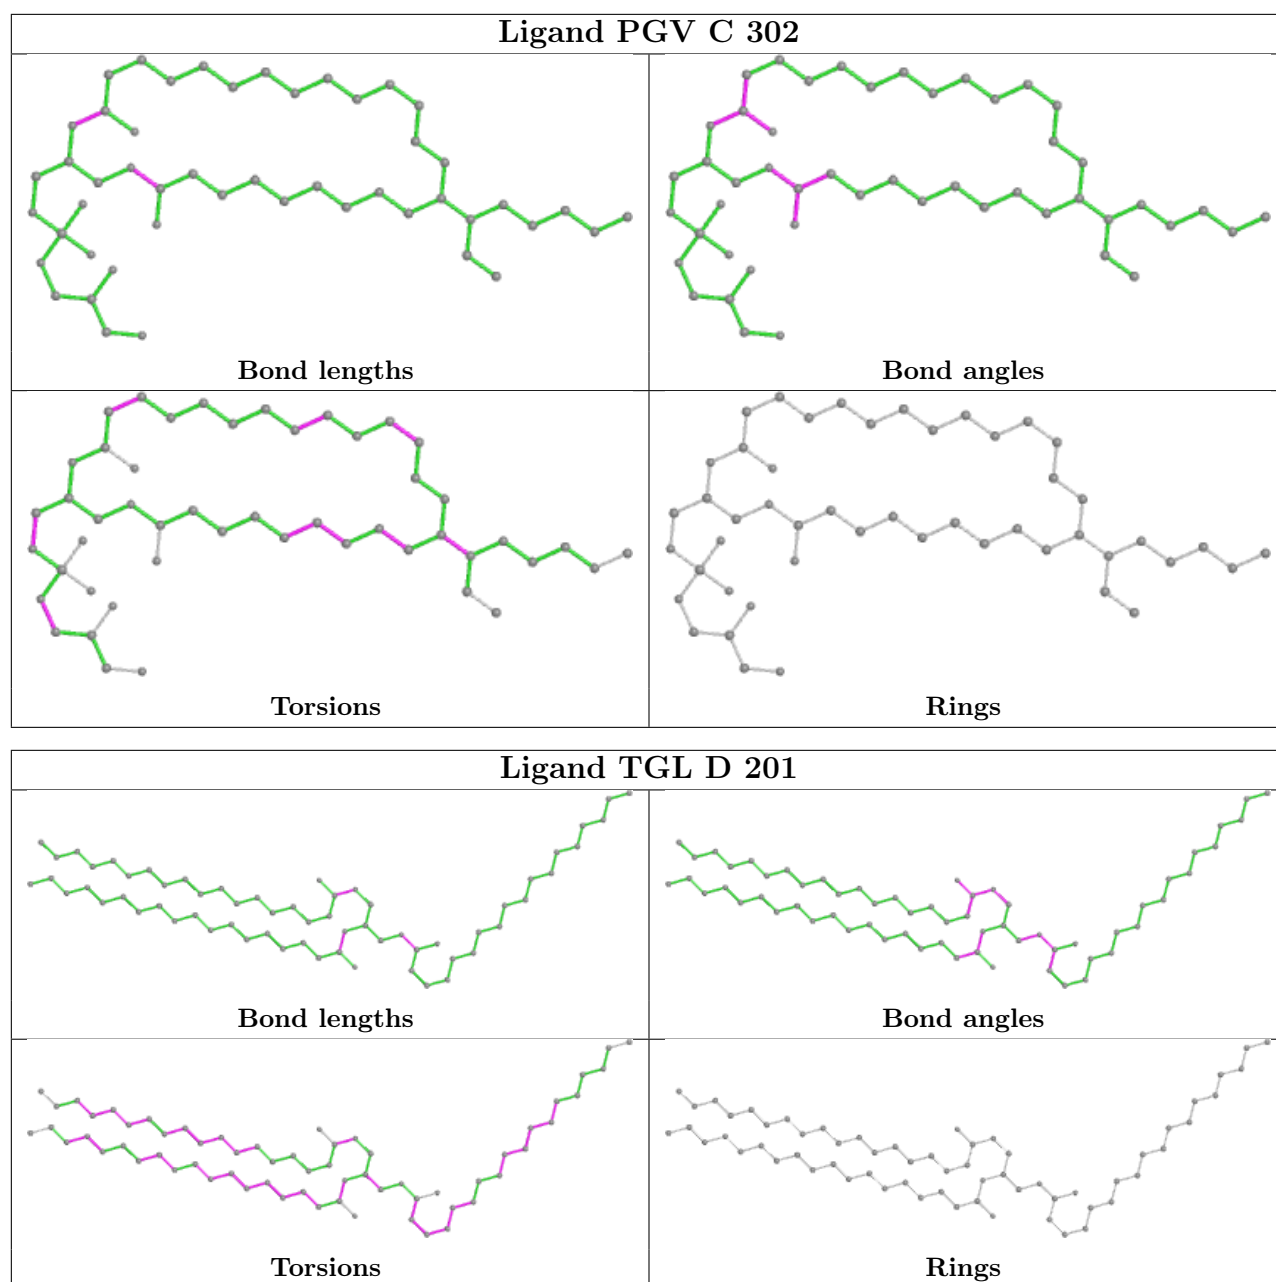 Ligand PGV C 302
Bond lengths
Bond angles
Torsions
Rings
Ligand TGL D 201
Bond lengths
Bond angles
Torsions
Rings